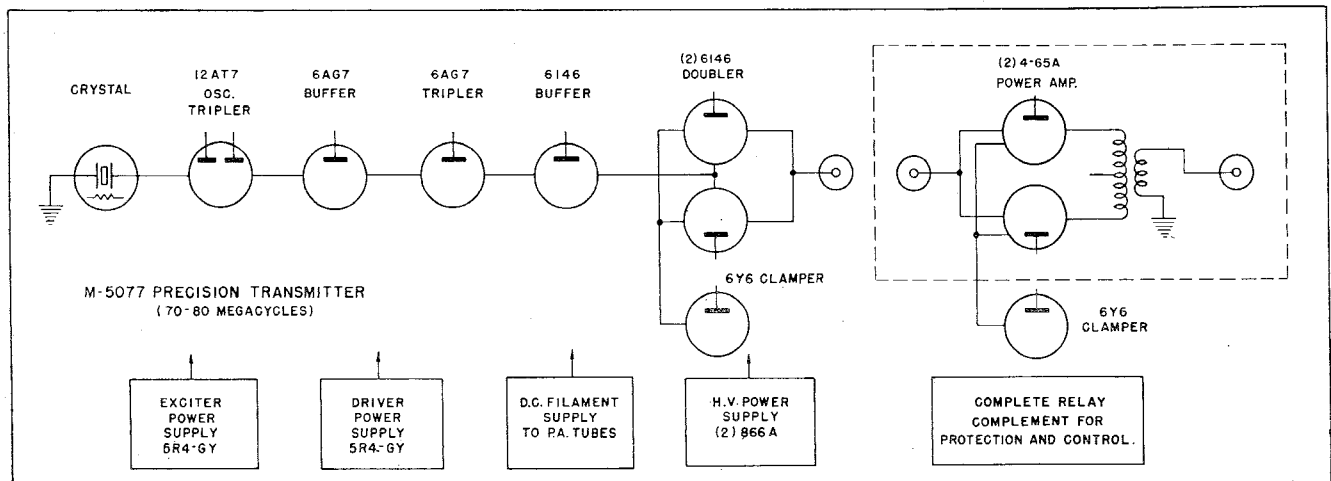 CRYSTAL
12AT7
OSC.
TRIPLER
6AG7
BUFFER
6AG7
TRIPLER
6146
BUFFER
(2) 6146
DOUBLER
(2) 4-65A
POWER AMP.
6Y6 CLAMPER
6Y6
CLAMPER
M-5077 PRECISION TRANSMITTER
(70-80 MEGACYCLES)
EXCITER
POWER
SUPPLY
5R4-GY
DRIVER
POWER
SUPPLY
5R4-GY
D.C. FILAMENT
SUPPLY
TO P.A. TUBES
H.V. POWER
SUPPLY
(2) 866A
COMPLETE RELAY
COMPLEMENT FOR
PROTECTION AND CONTROL.